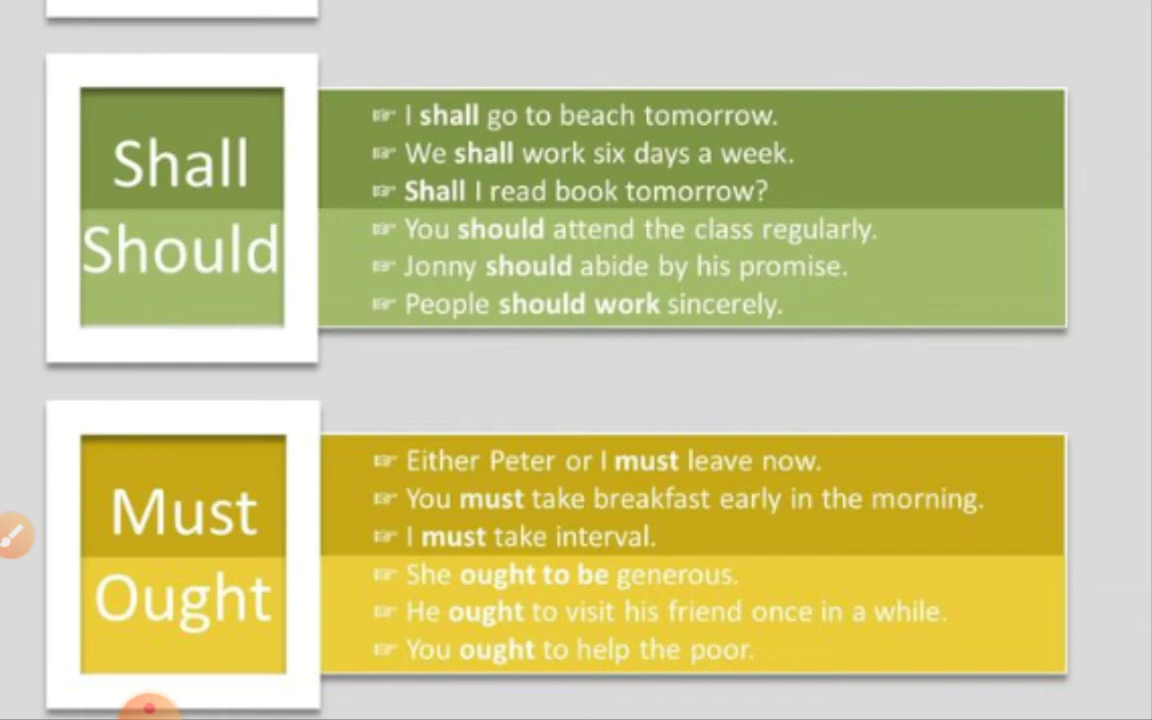 Shall
Should
☞ I shall go to beach tomorrow.
☞ We shall work six days a week.
☞ Shall I read book tomorrow?
☞ You should attend the class regularly.
☞ Jonny should abide by his promise.
☞ People should work sincerely.
Must
Ought
☞ Either Peter or I must leave now.
☞ You must take breakfast early in the morning.
☞ I must take interval.
☞ She ought to be generous.
☞ He ought to visit his friend once in a while.
☞ You ought to help the poor.